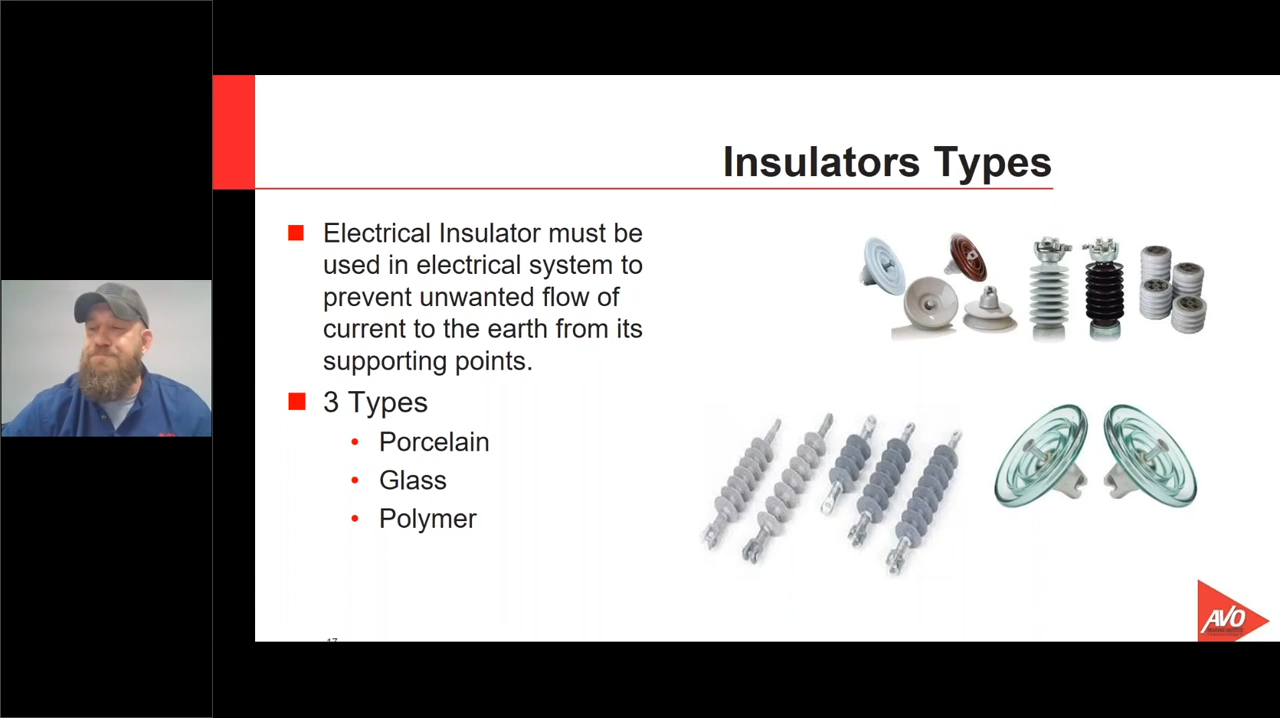 Insulators Types
Electrical Insulator must be
used in electrical system to
prevent unwanted flow of
current to the earth from its
supporting points.
3 Types
Porcelain
Glass
Polymer
17
AVO